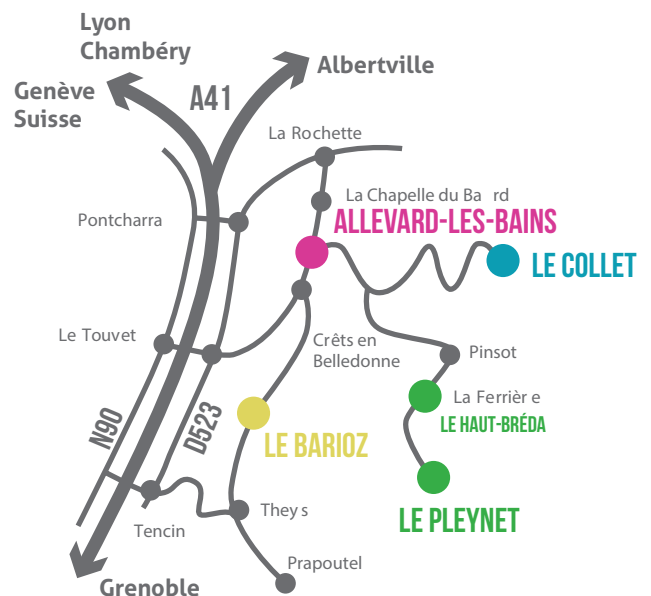 Lyon
Chambéry
Genève
Suisse
A41
Albertville
La Rochette
La Chapelle du Ba rd
Pontcharra
ALLEVARD-LES-BAINS
LE COLLET
Le Touvet
Crêts en
Belledonne
Pinsot
La Ferrièr e
LE HAUT-BRÉDA
N90
D523
LE BARIOZ
LE PLEYNET
They s
Tencin
Prapoutel
Grenoble